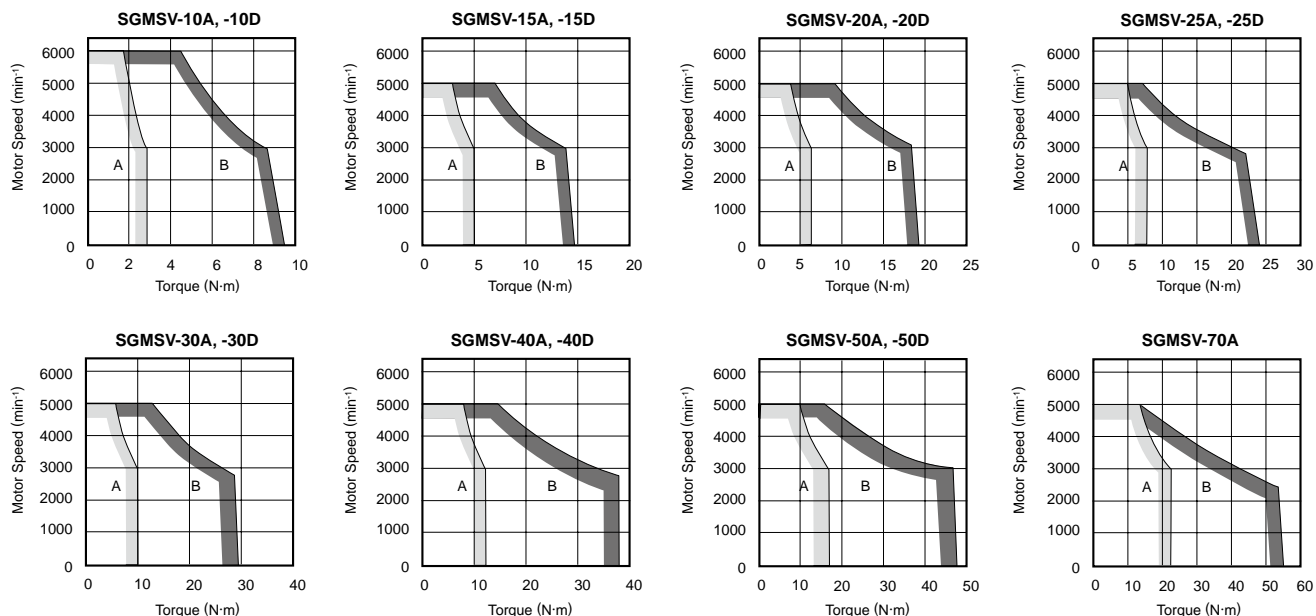 SGMSV-10A, -10D
Motor Speed (min⁻¹)
6000
5000
4000
3000
2000
1000
0
A
B
0 2 4 6 8 10
Torque (N·m)
SGMSV-15A, -15D
Motor Speed (min⁻¹)
6000
5000
4000
3000
2000
1000
0
A
B
0 5 10 15 20
Torque (N·m)
SGMSV-20A, -20D
Motor Speed (min⁻¹)
6000
5000
4000
3000
2000
1000
0
A
B
0 5 10 15 20 25
Torque (N·m)
SGMSV-25A, -25D
Motor Speed (min⁻¹)
6000
5000
4000
3000
2000
1000
0
A
B
0 5 10 15 20 25 30
Torque (N·m)
SGMSV-30A, -30D
Motor Speed (min⁻¹)
6000
5000
4000
3000
2000
1000
0
A
B
0 10 20 30 40
Torque (N·m)
SGMSV-40A, -40D
Motor Speed (min⁻¹)
6000
5000
4000
3000
2000
1000
0
A
B
0 10 20 30 40
Torque (N·m)
SGMSV-50A, -50D
Motor Speed (min⁻¹)
6000
5000
4000
3000
2000
1000
0
A
B
0 10 20 30 40 50
Torque (N·m)
SGMSV-70A
Motor Speed (min⁻¹)
6000
5000
4000
3000
2000
1000
0
A
B
0 10 20 30 40 50 60
Torque (N·m)